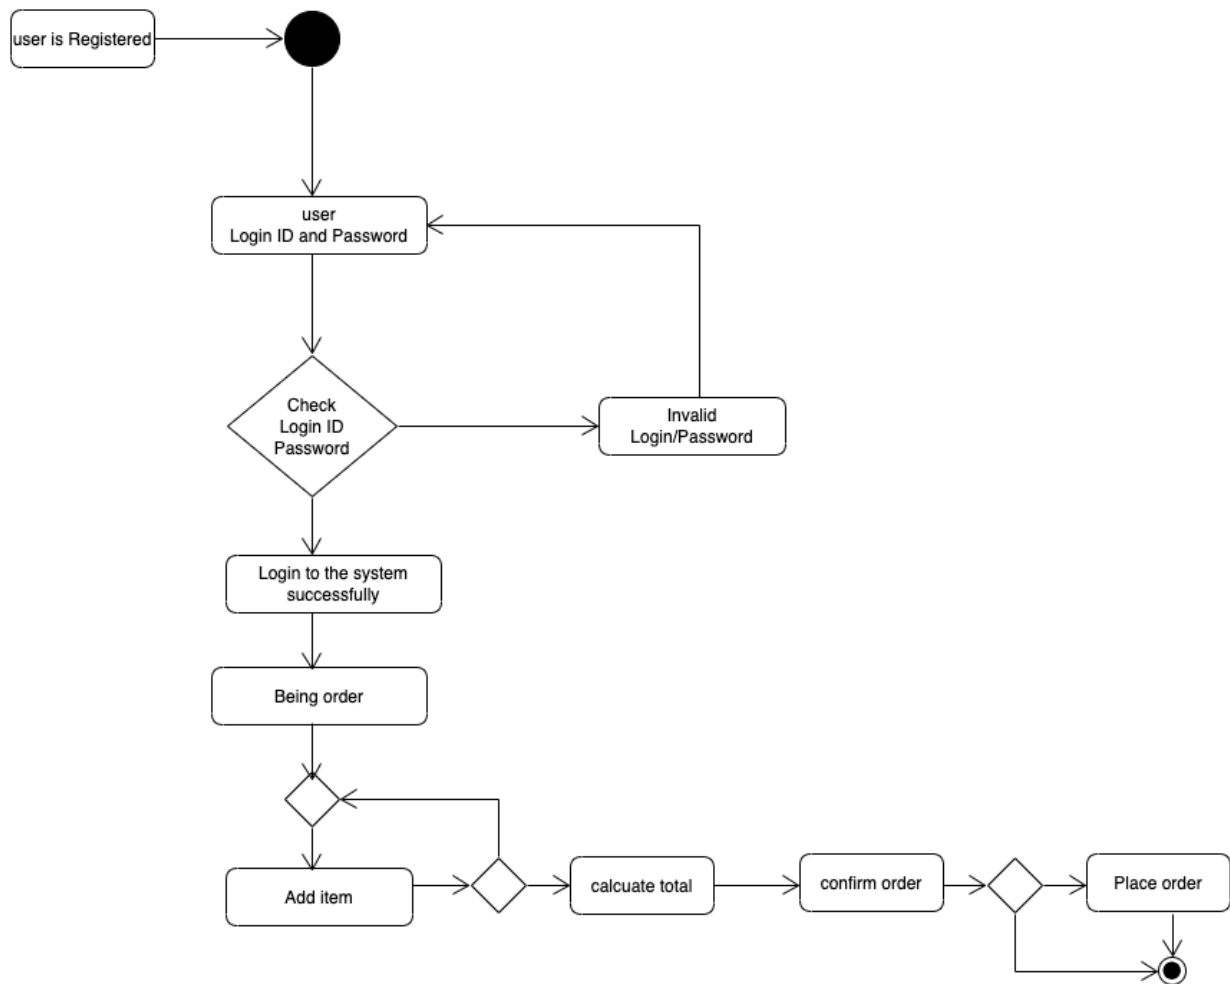 user is Registered
user
Login ID and Password
Check
Login ID
Password
Invalid
Login/Password
Login to the system
successfully
Being order
Add item
calcuate total
confirm order
Place order